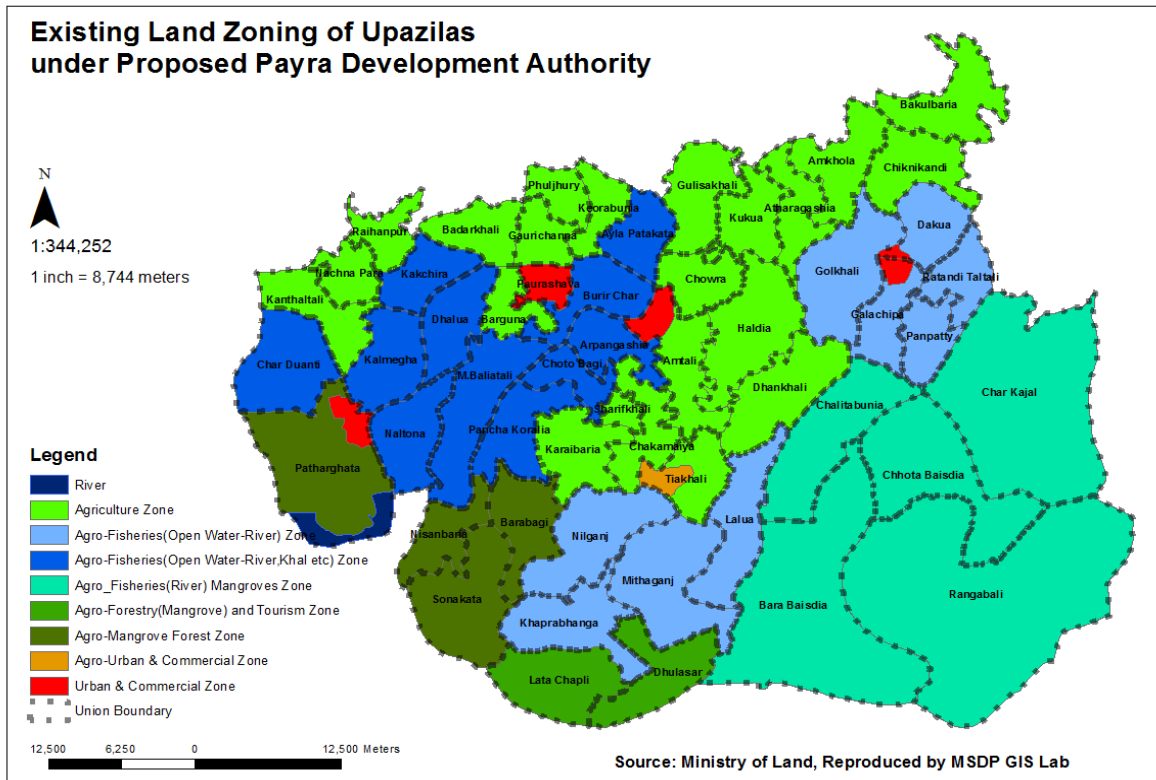 Existing Land Zoning of Upazilas
under Proposed Payra Development Authority
N
1:344,252
1 inch = 8,744 meters
Bakulbaria
Amkhola
Chiknikandi
Gulisakhali
Phuljhury
Keorabunia
Kukua
Atharagashia
Dakua
Raihanpur
Badarkhali
Gaurichanna
Ayla Patakata
Nachna Para
Kakchira
Golkhali
Ratandi Taltali
Kanthaltali
Paurashava
Burir Char
Chowra
Dhalua
Barguna
Galachipa
Haldia
Panpatty
Char Duanti
Kalmegha
Arpangashia
Amtali
M.Baliatali
Choto Bagi
Dhankhali
Char Kajal
Sharifkhali
Chalitabunia
Naltona
Pancha Koralia
Karaibaria
Chakamaiya
Patharghata
Tiakhali
Chhota Baisdia
Barabagi
Lalua
Nisanbaria
Nilganj
Mithaganj
Sonakata
Bara Baisdia
Rangabali
Khaprabhanga
Lata Chapli
Dhulasar
Legend
River
Agriculture Zone
Agro-Fisheries(Open Water-River) Zone
Agro-Fisheries(Open Water-River,Khal etc) Zone
Agro_Fisheries(River) Mangroves Zone
Agro-Forestry(Mangrove) and Tourism Zone
Agro-Mangrove Forest Zone
Agro-Urban & Commercial Zone
Urban & Commercial Zone
Union Boundary
12,500 6,250 0 12,500 Meters
Source: Ministry of Land, Reproduced by MSDP GIS Lab